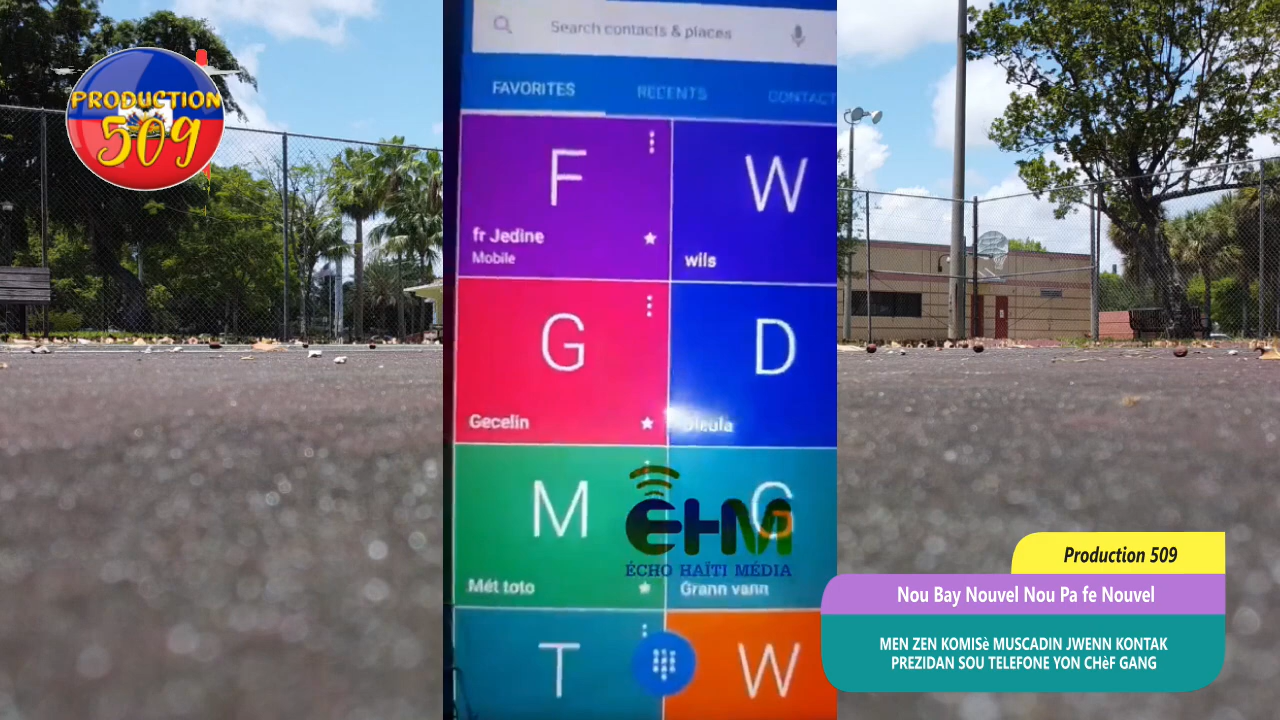 PRODUCTION
509
Search contacts & places
FAVORITES
RECENTS
CONTACT
F
fr Jedine
Mobile
W
wils
G
Gecelin
D
M
Mét toto
G
Grann vann
T
W
EHM
ÉCHO HAÏTI MÉDIA
Production 509
Nou Bay Nouvel Nou Pa fe Nouvel
MEN ZEN KOMISè MUSCADIN JWENN KONTAK
PREZIDAN SOU TELEFONE YON CHèF GANG